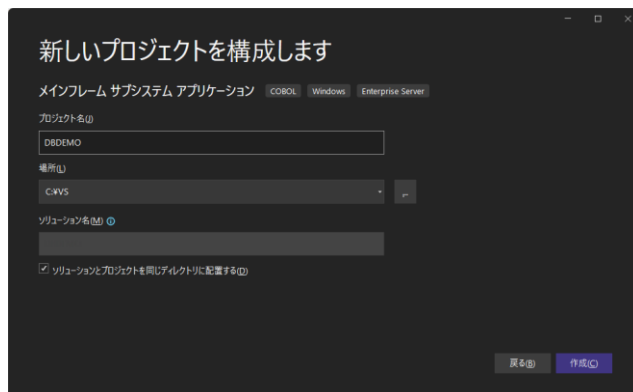 新しいプロジェクトを構成します
メインフレーム サブシステム アプリケーション COBOL Windows Enterprise Server
プロジェクト名(J)
DBDEMO
場所(L)
C:¥VS
ソリューション名(M)
ソリューションとプロジェクトを同じディレクトリに配置する(D)
戻る(B) 作成(C)